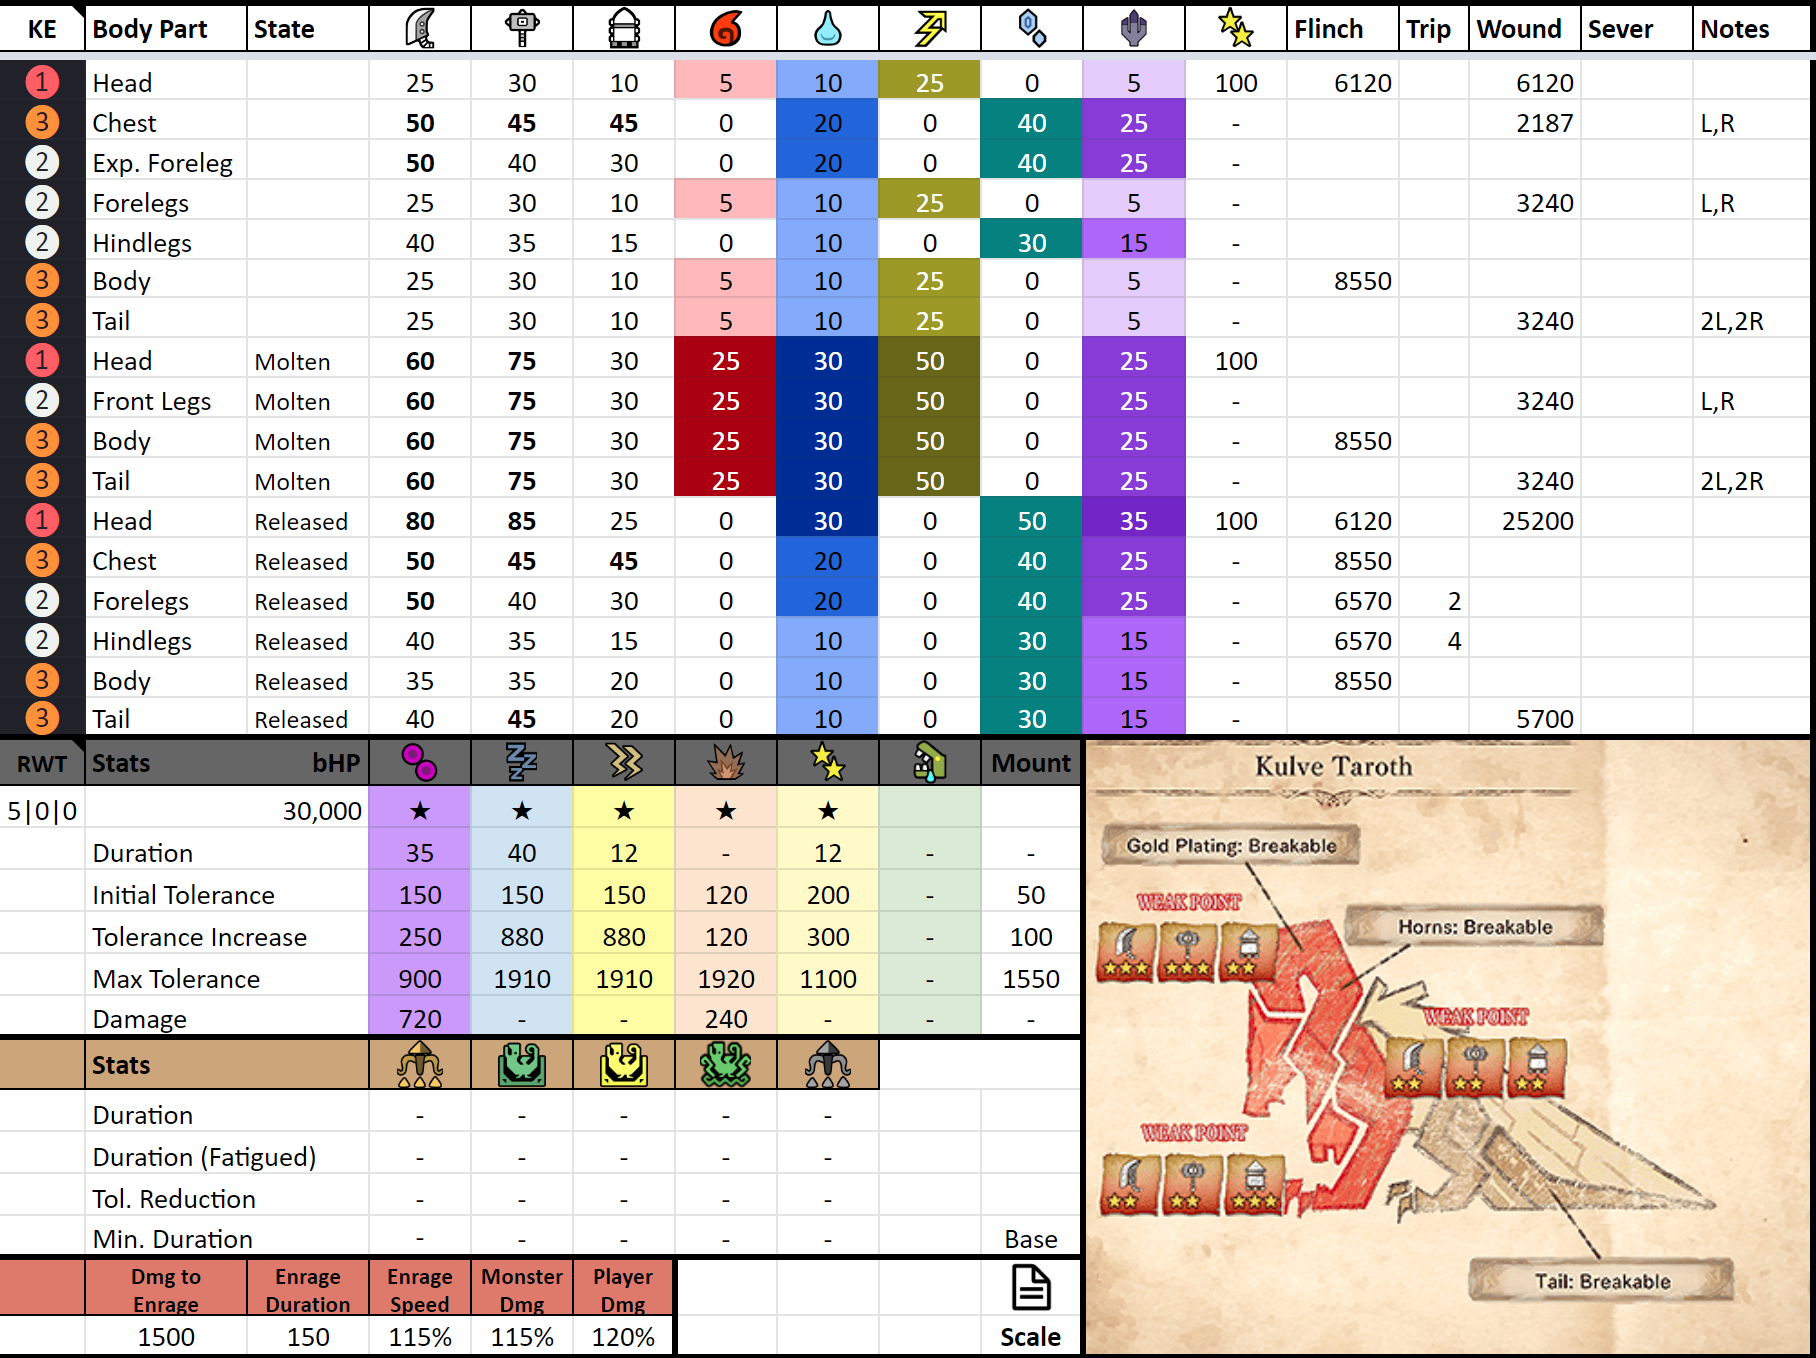 KE Body Part State Flinch Trip Wound Sever Notes
1 Head 25 30 10 5 10 25 0 5 100 6120 6120
3 Chest 50 45 45 0 20 0 40 25 - 2187 L,R
2 Exp. Foreleg 50 40 30 0 20 0 40 25 -
2 Forelegs 25 30 10 5 10 25 0 5 - 3240 L,R
2 Hindlegs 40 35 15 0 10 0 30 15 -
3 Body 25 30 10 5 10 25 0 5 - 8550
3 Tail 25 30 10 5 10 25 0 5 - 3240 2L,2R
1 Head Molten 60 75 30 25 30 50 0 25 100
2 Front Legs Molten 60 75 30 25 30 50 0 25 - 3240 L,R
3 Body Molten 60 75 30 25 30 50 0 25 - 8550
3 Tail Molten 60 75 30 25 30 50 0 25 - 3240 2L,2R
1 Head Released 80 85 25 0 30 0 50 35 100 6120 25200
3 Chest Released 50 45 45 0 20 0 40 25 - 8550
2 Forelegs Released 50 40 30 0 20 0 40 25 - 6570 2
2 Hindlegs Released 40 35 15 0 10 0 30 15 - 6570 4
3 Body Released 35 35 20 0 10 0 30 15 - 8550
3 Tail Released 40 45 20 0 10 0 30 15 - 5700
RWT Stats bHP Mount
5|0|0 30,000 ★ ★ ★ ★ ★
Duration 35 40 12 - 12 - -
Initial Tolerance 150 150 150 120 200 - 50
Tolerance Increase 250 880 880 120 300 - 100
Max Tolerance 900 1910 1910 1920 1100 - 1550
Damage 720 - - 240 - - -
Stats
Duration - - - - -
Duration (Fatigued) - - - - -
Tol. Reduction - - - - -
Min. Duration - - - - - Base
Dmg to Enrage Enrage Duration Enrage Speed Monster Dmg Player Dmg
1500 150 115% 115% 120% Scale
Kulve Taroth
Gold Plating: Breakable
WEAK POINT
Horns: Breakable
WEAK POINT
WEAK POINT
Tail: Breakable